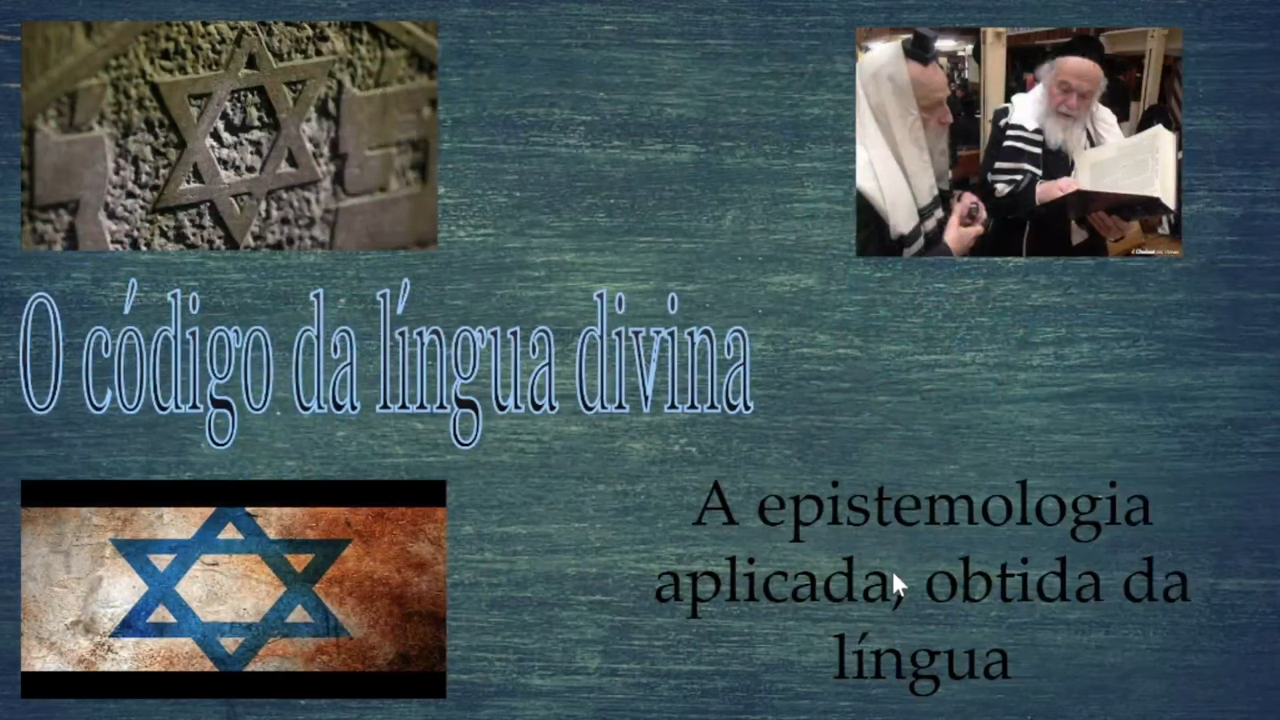 O código da língua divina
A epistemologia
aplicada, obtida da
língua